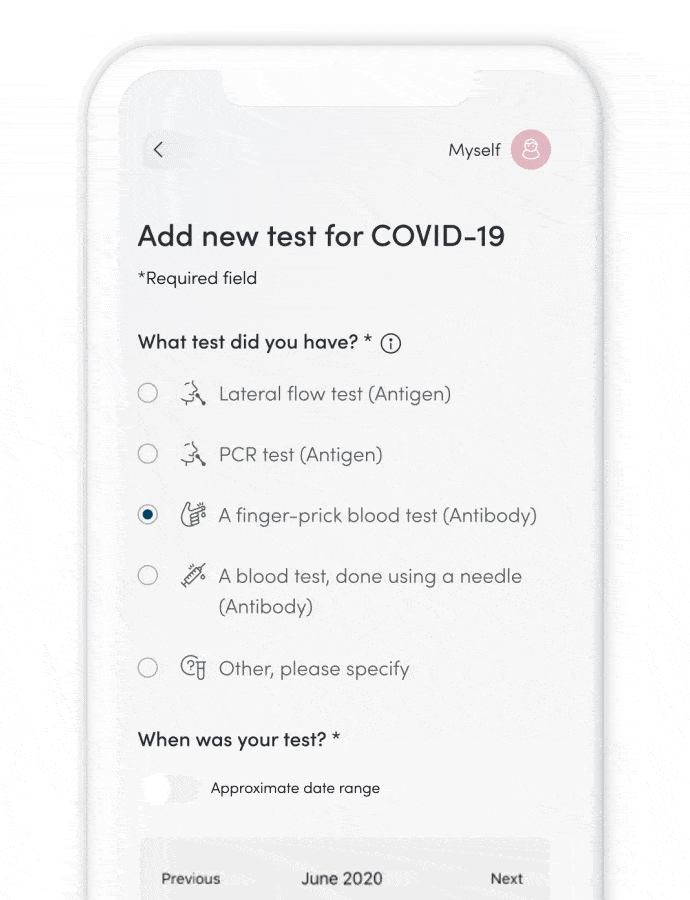 Myself
Add new test for COVID-19
*Required field
What test did you have? *
Lateral flow test (Antigen)
PCR test (Antigen)
A finger-prick blood test (Antibody)
A blood test, done using a needle
(Antibody)
Other, please specify
When was your test? *
Approximate date range
Previous June 2020 Next